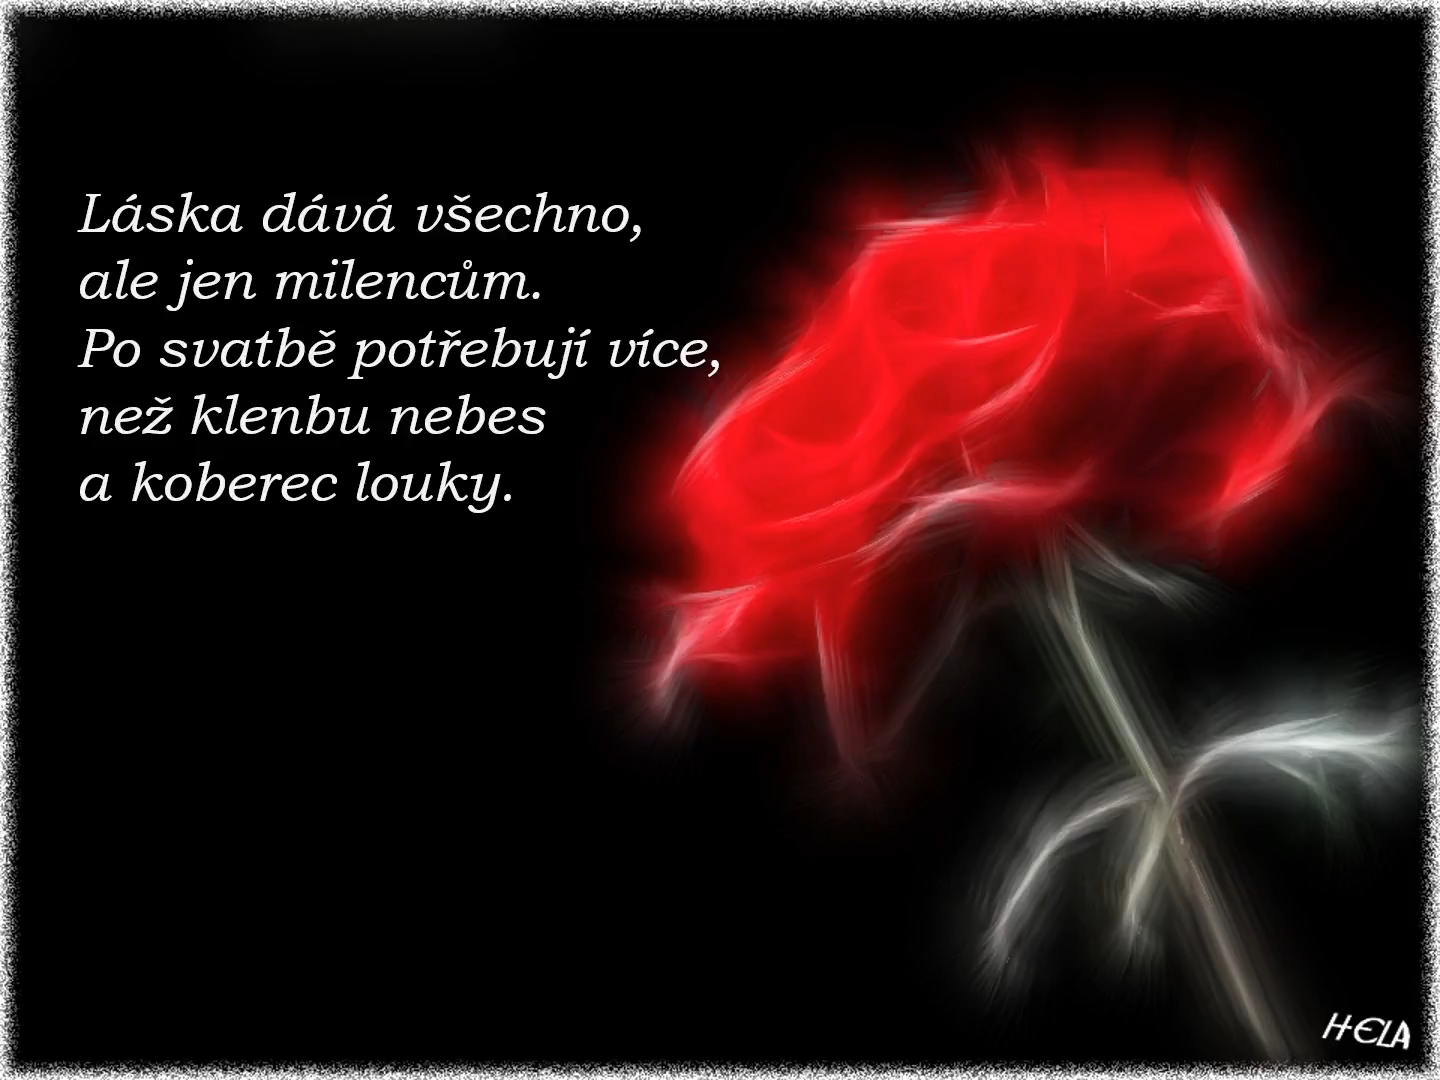 Láska dává všechno,
ale jen milencům.
Po svatbě potřebují více,
než klenbu nebes
a koberec louky.
HELA